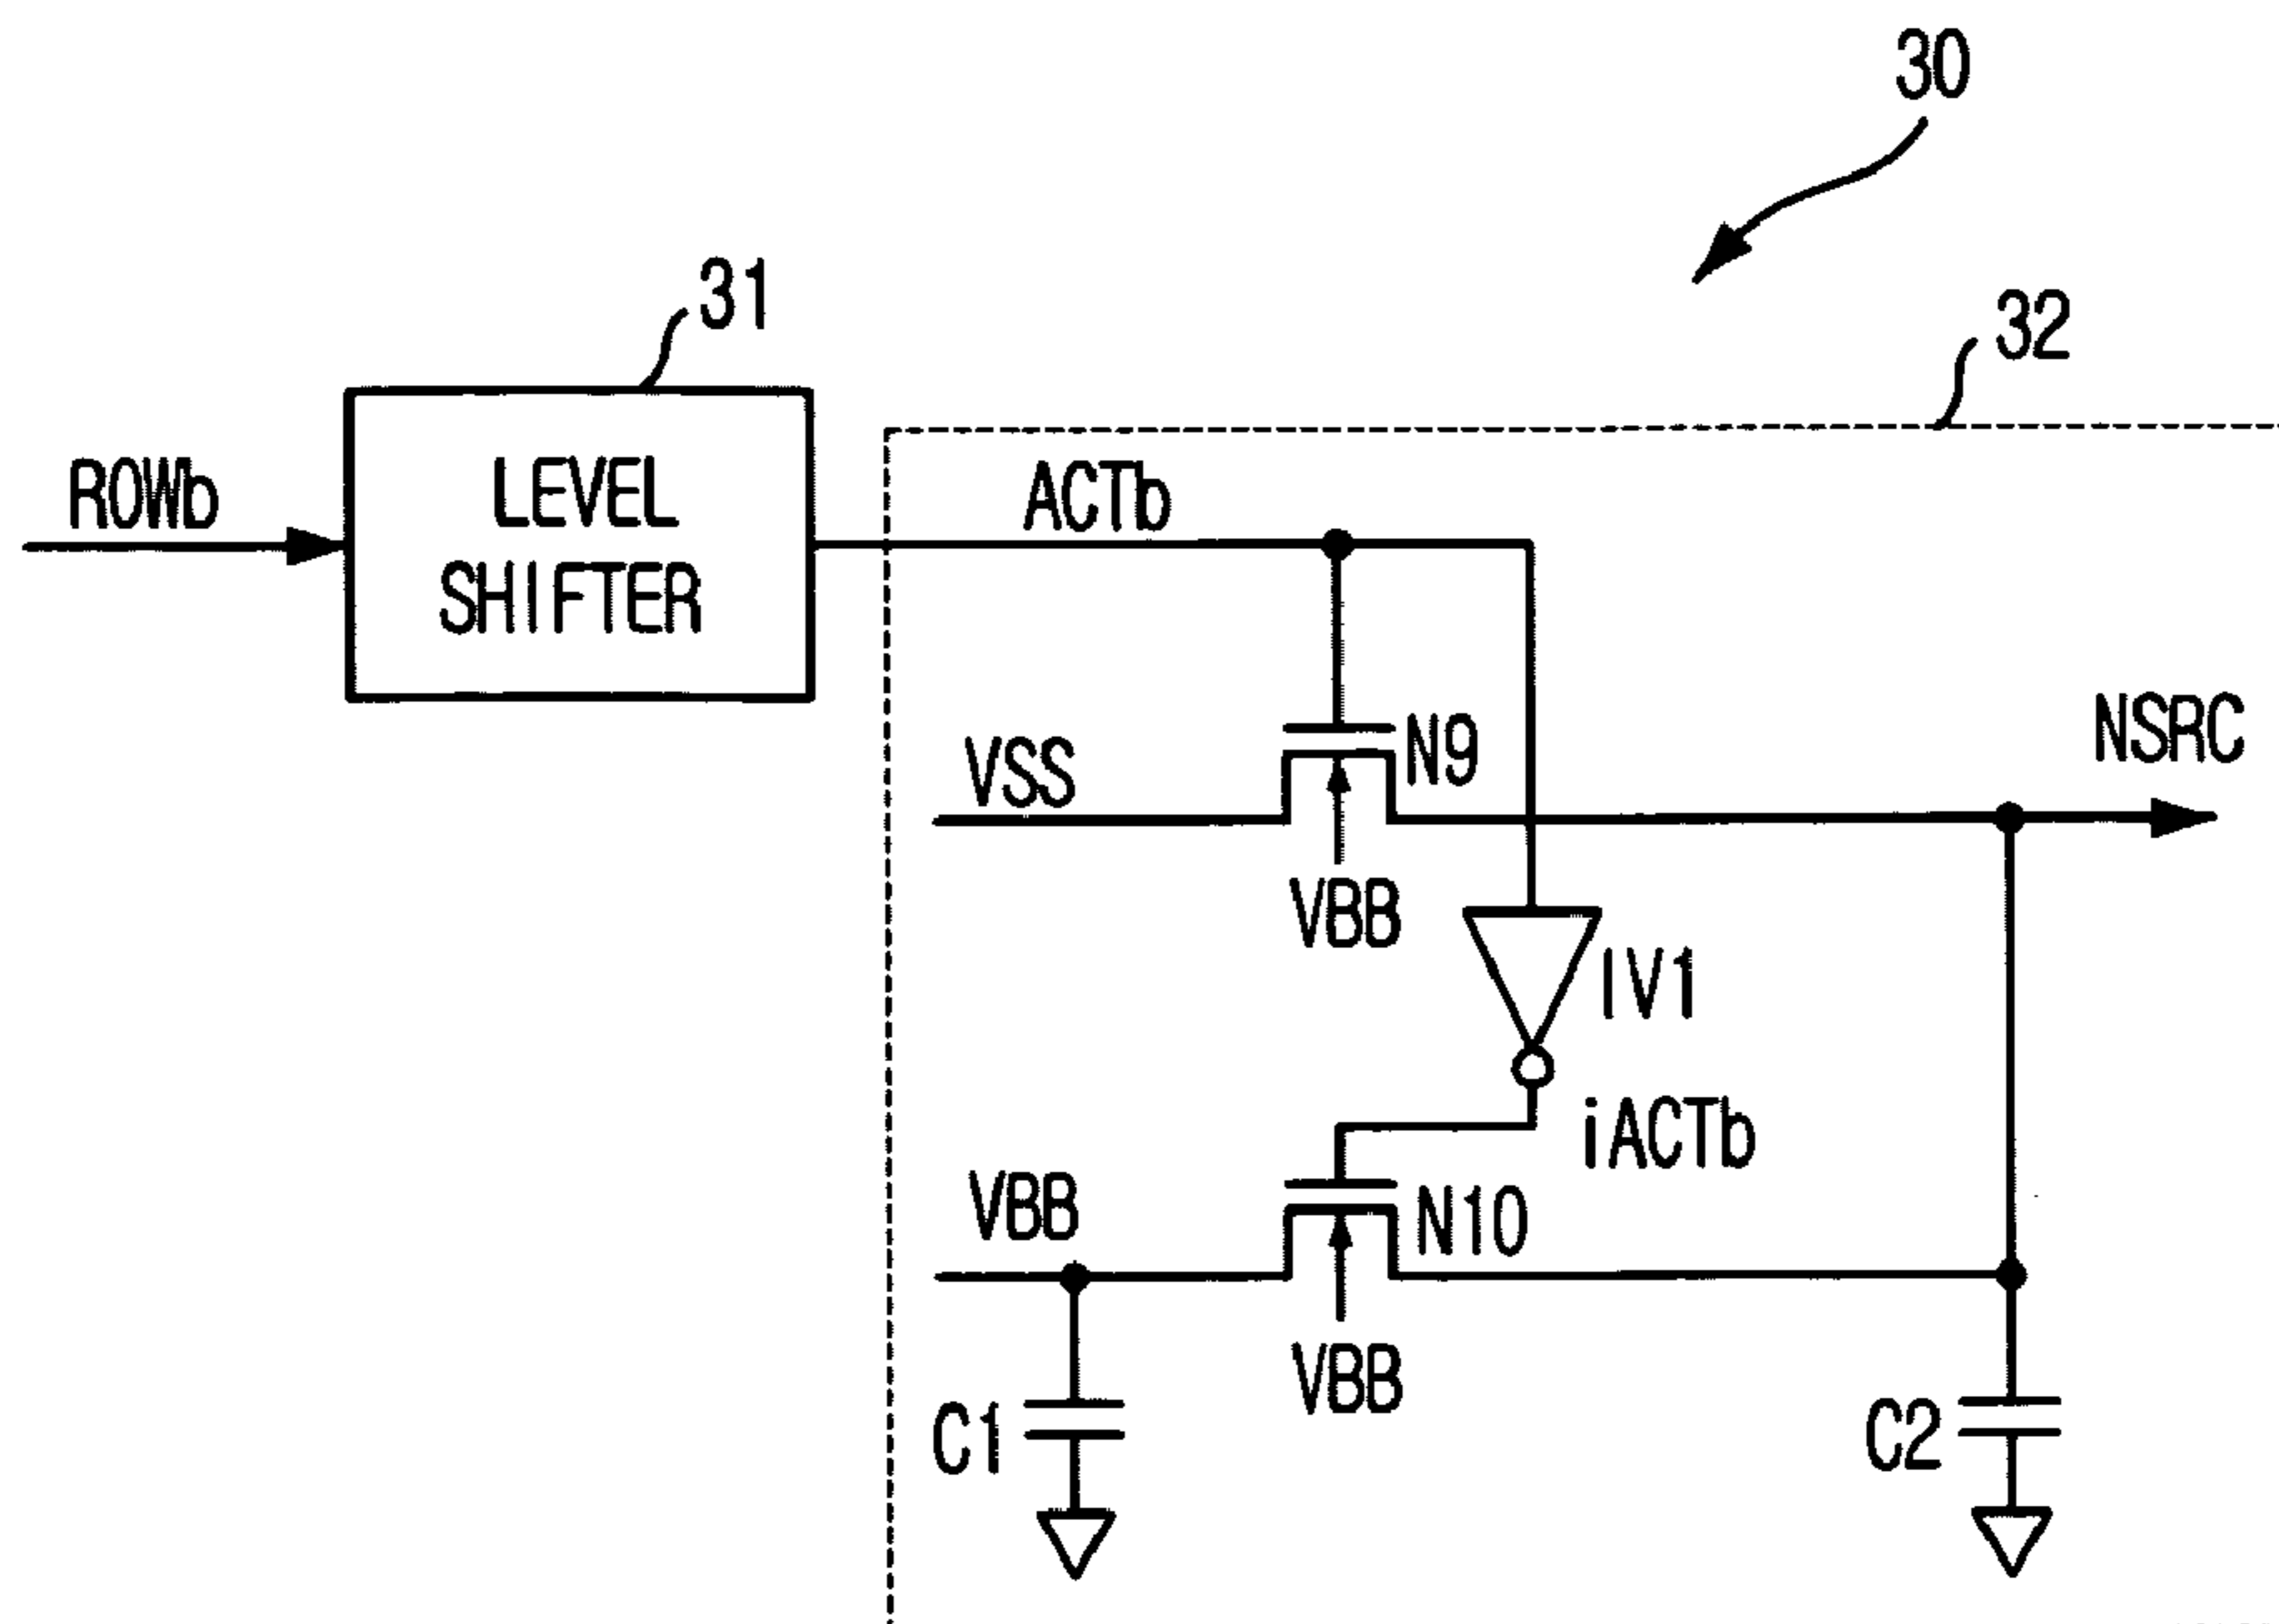 30
31
32
ROWb
LEVEL
SHIFTER
ACTb
VSS
N9
NSRC
VBB
IV1
iACTb
VBB
N10
VBB
C1
C2